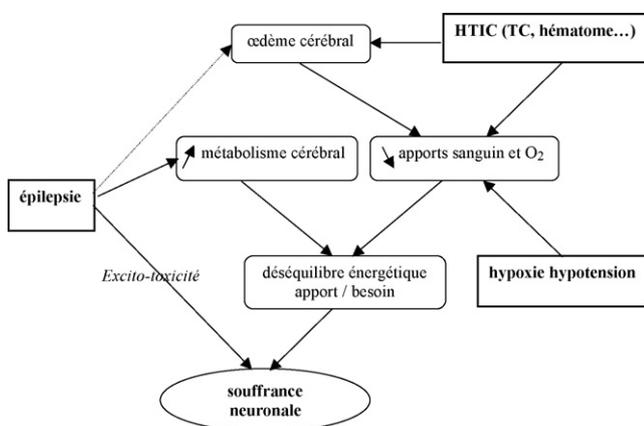 œdème cérébral
HTIC (TC, hématome…)
métabolisme cérébral
apports sanguin et O₂
épilepsie
Excito-toxicité
déséquilibre énergétique
apport / besoin
hypoxie hypotension
souffrance
neuronale